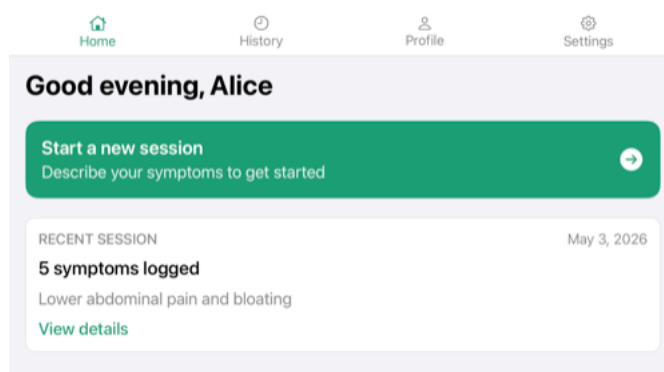 Home
History
Profile
Settings
Good evening, Alice
Start a new session
Describe your symptoms to get started
RECENT SESSION
May 3, 2026
5 symptoms logged
Lower abdominal pain and bloating
View details